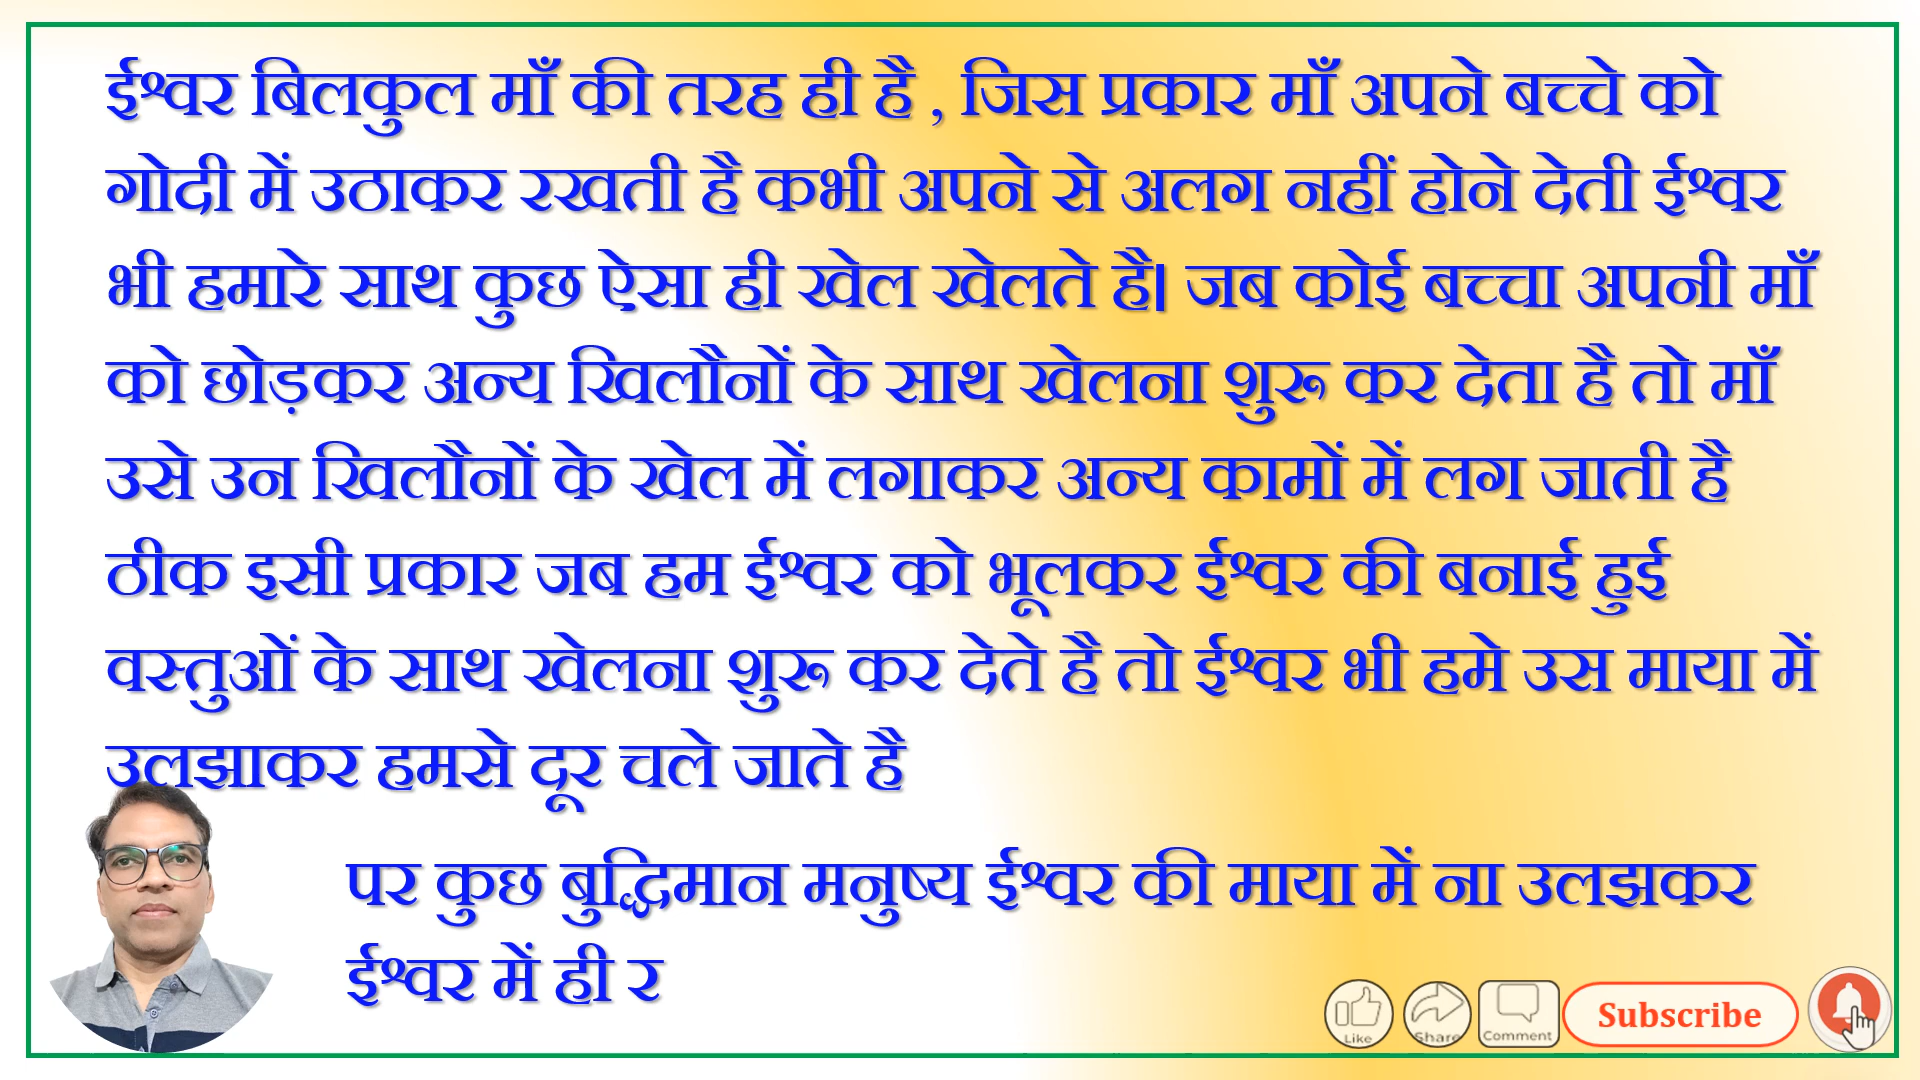 ईश्वर बिलकुल माँ की तरह ही है , जिस प्रकार माँ अपने बच्चे को
गोदी में उठाकर रखती है कभी अपने से अलग नहीं होने देती ईश्वर
भी हमारे साथ कुछ ऐसा ही खेल खेलते है। जब कोई बच्चा अपनी माँ
को छोड़कर अन्य खिलौनों के साथ खेलना शुरू कर देता है तो माँ
उसे उन खिलौनों के खेल में लगाकर अन्य कामों में लग जाती है
ठीक इसी प्रकार जब हम ईश्वर को भूलकर ईश्वर की बनाई हुई
वस्तुओं के साथ खेलना शुरू कर देते है तो ईश्वर भी हमे उस माया में
उलझाकर हमसे दूर चले जाते है
पर कुछ बुद्धिमान मनुष्य ईश्वर की माया में ना उलझकर
ईश्वर में ही र
Like Share Comment Subscribe